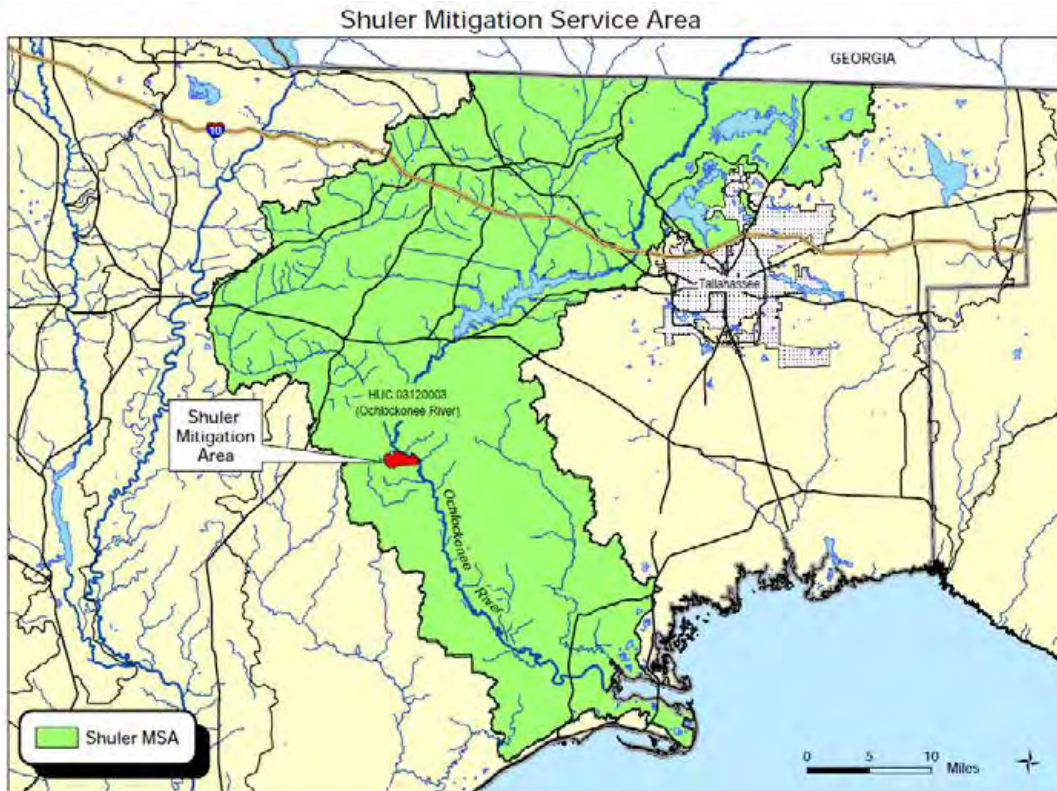 Shuler Mitigation Service Area
GEORGIA
10
Tallahassee
HUC 03120003
(Ochlockonee River)
Shuler
Mitigation
Area
Ochlockonee
River
Shuler MSA
0 5 10
Miles